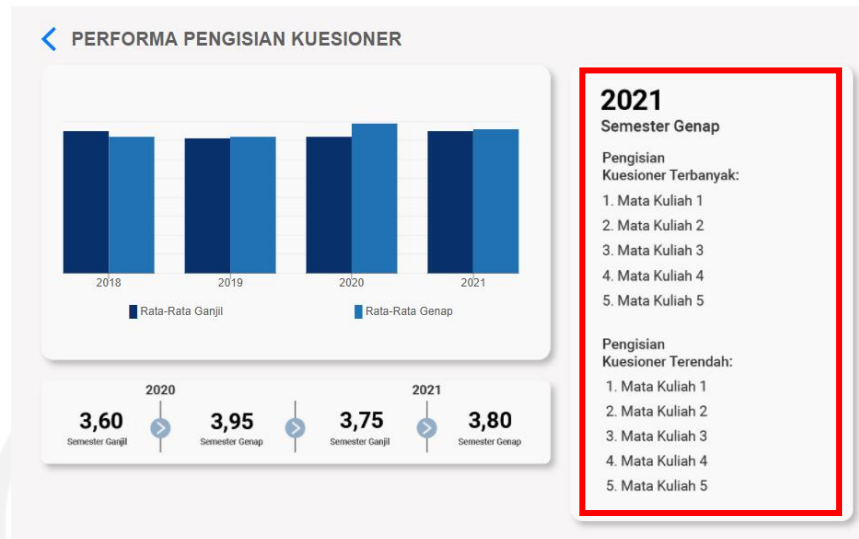 PERFORMA PENGISIAN KUESIONER
2018
2019
2020
2021
Rata-Rata Ganjil
Rata-Rata Genap
2020
2021
3,60
Semester Ganjil
3,95
Semester Genap
3,75
Semester Ganjil
3,80
Semester Genap
2021
Semester Genap
Pengisian
Kuesioner Terbanyak:
1. Mata Kuliah 1
2. Mata Kuliah 2
3. Mata Kuliah 3
4. Mata Kuliah 4
5. Mata Kuliah 5
Pengisian
Kuesioner Terendah:
1. Mata Kuliah 1
2. Mata Kuliah 2
3. Mata Kuliah 3
4. Mata Kuliah 4
5. Mata Kuliah 5